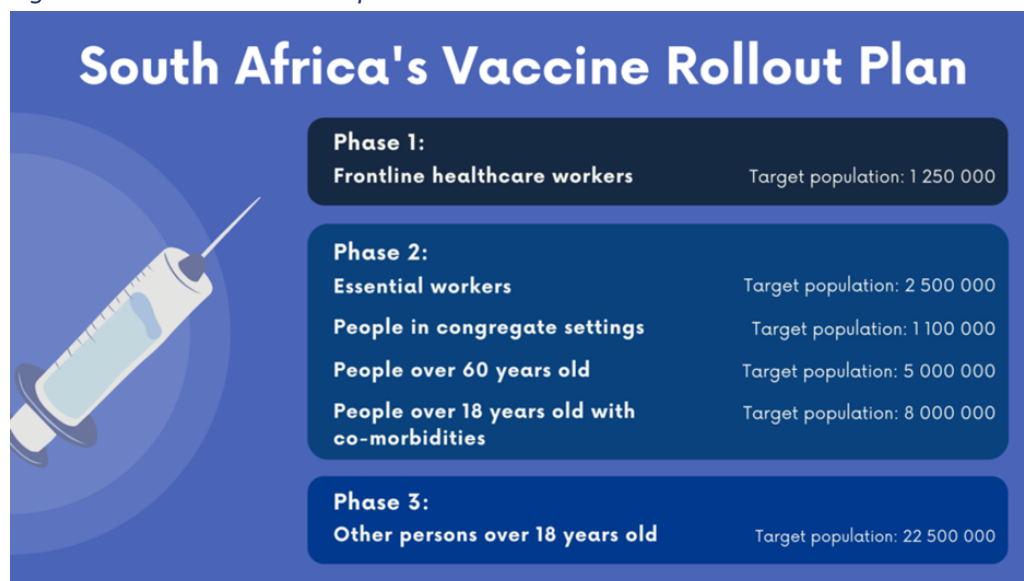 South Africa's Vaccine Rollout Plan
Phase 1:
Frontline healthcare workers Target population: 1 250 000
Phase 2:
Essential workers Target population: 2 500 000
People in congregate settings Target population: 1 100 000
People over 60 years old Target population: 5 000 000
People over 18 years old with Target population: 8 000 000
co-morbidities
Phase 3:
Other persons over 18 years old Target population: 22 500 000